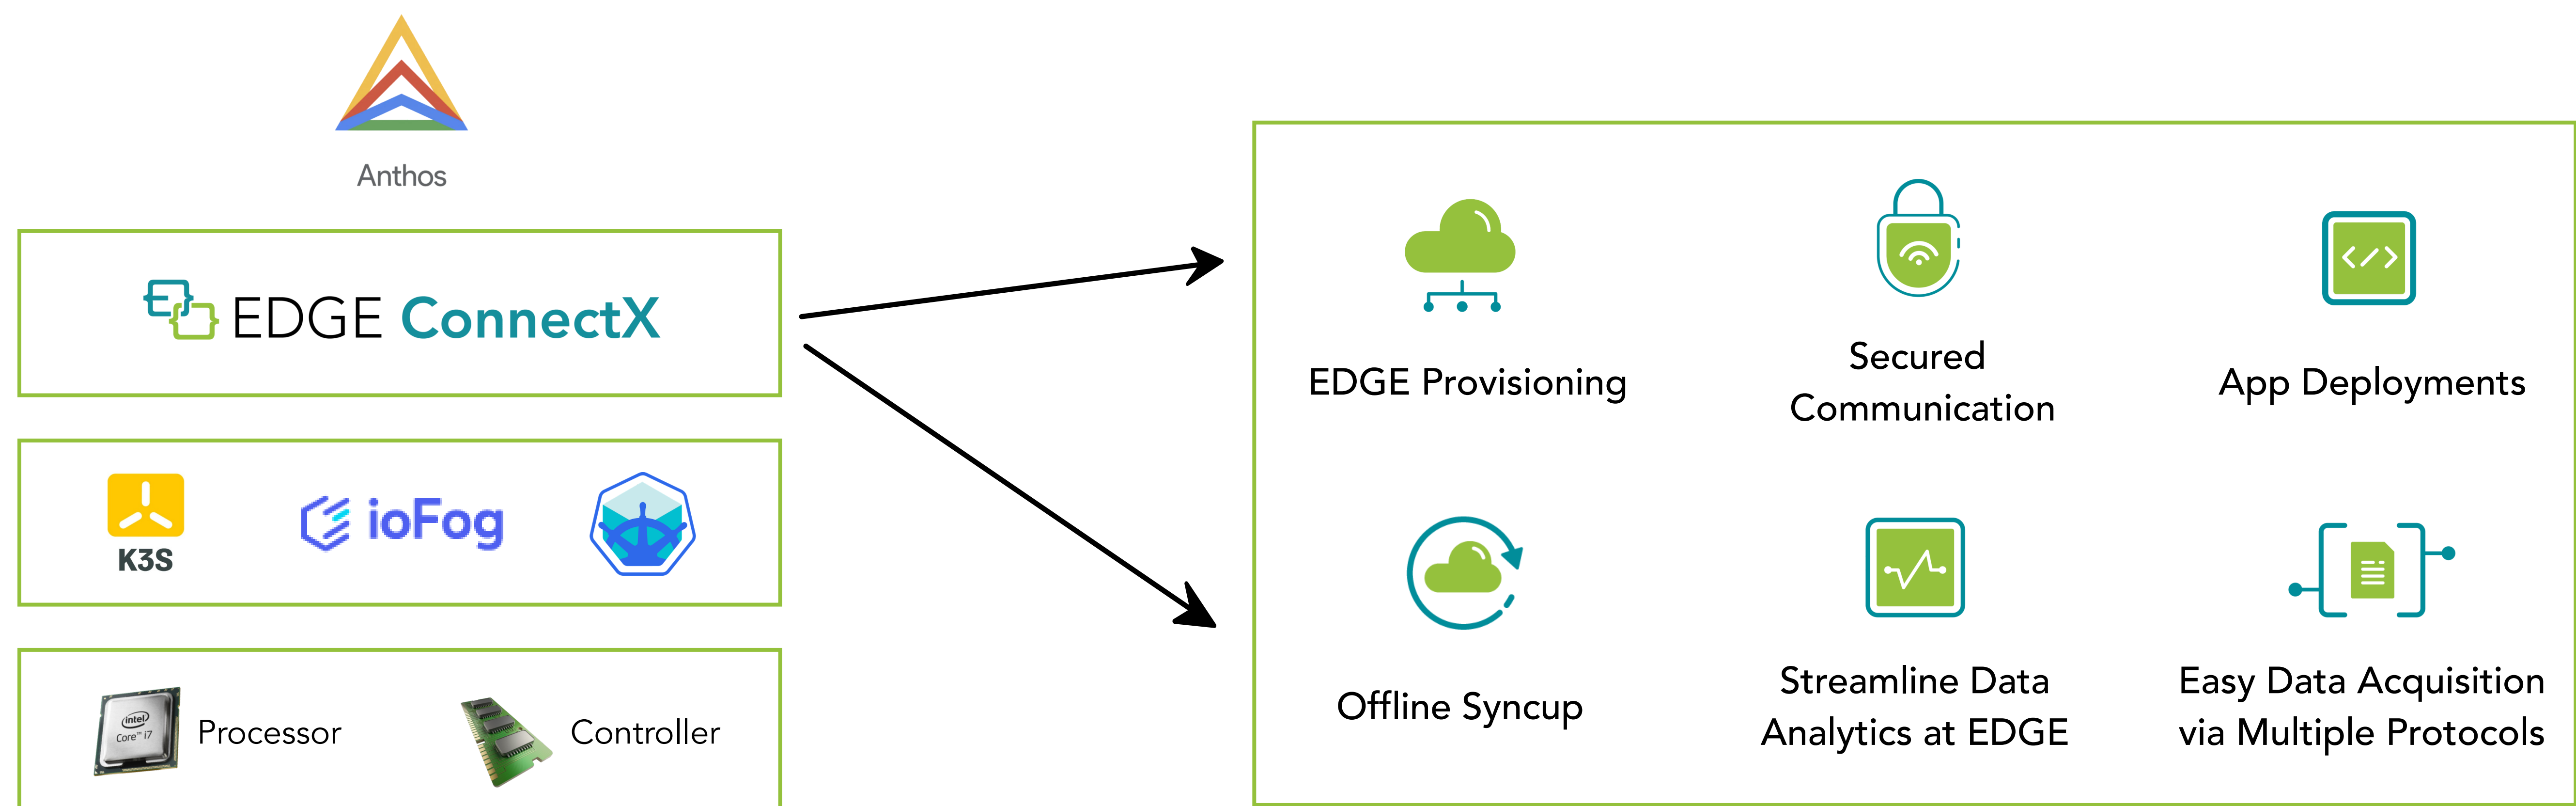 Anthos
EDGE ConnectX
K3S
ioFog
intel
Core™ i7
Processor
Controller
EDGE Provisioning
Secured
Communication
App Deployments
Offline Syncup
Streamline Data
Analytics at EDGE
Easy Data Acquisition
via Multiple Protocols